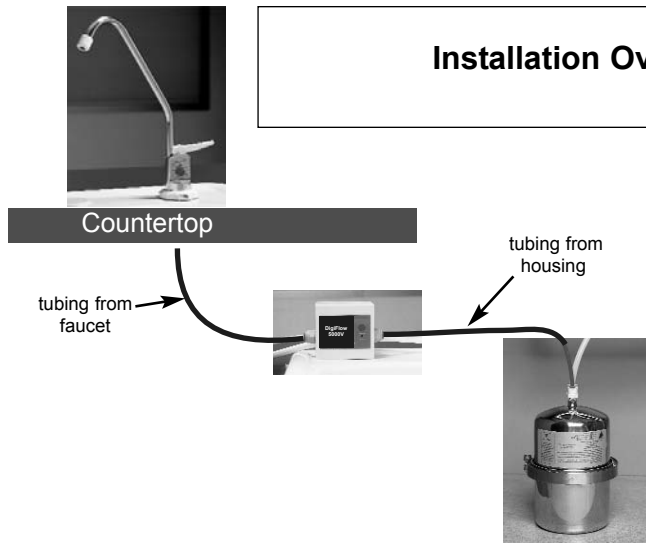 Installation Ov
Countertop
tubing from
housing
tubing from
faucet
DigiFlow
5000V